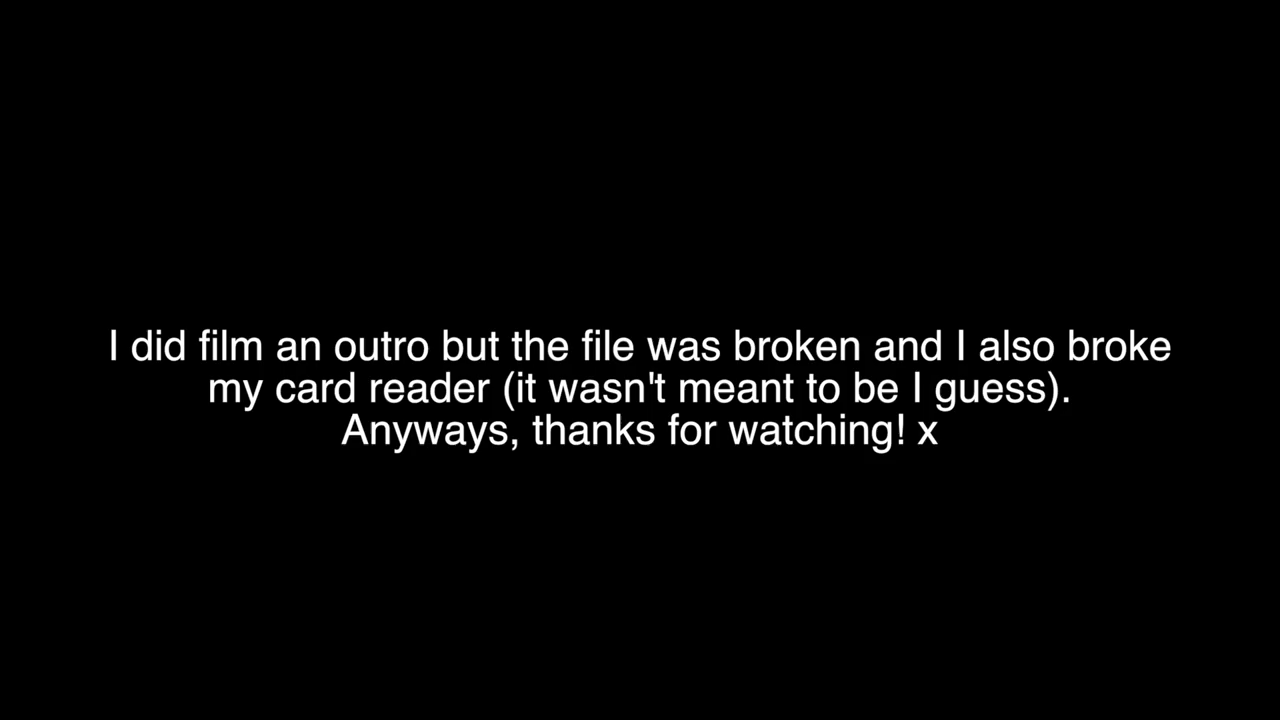 I did film an outro but the file was broken and I also broke
my card reader (it wasn't meant to be I guess).
Anyways, thanks for watching! x